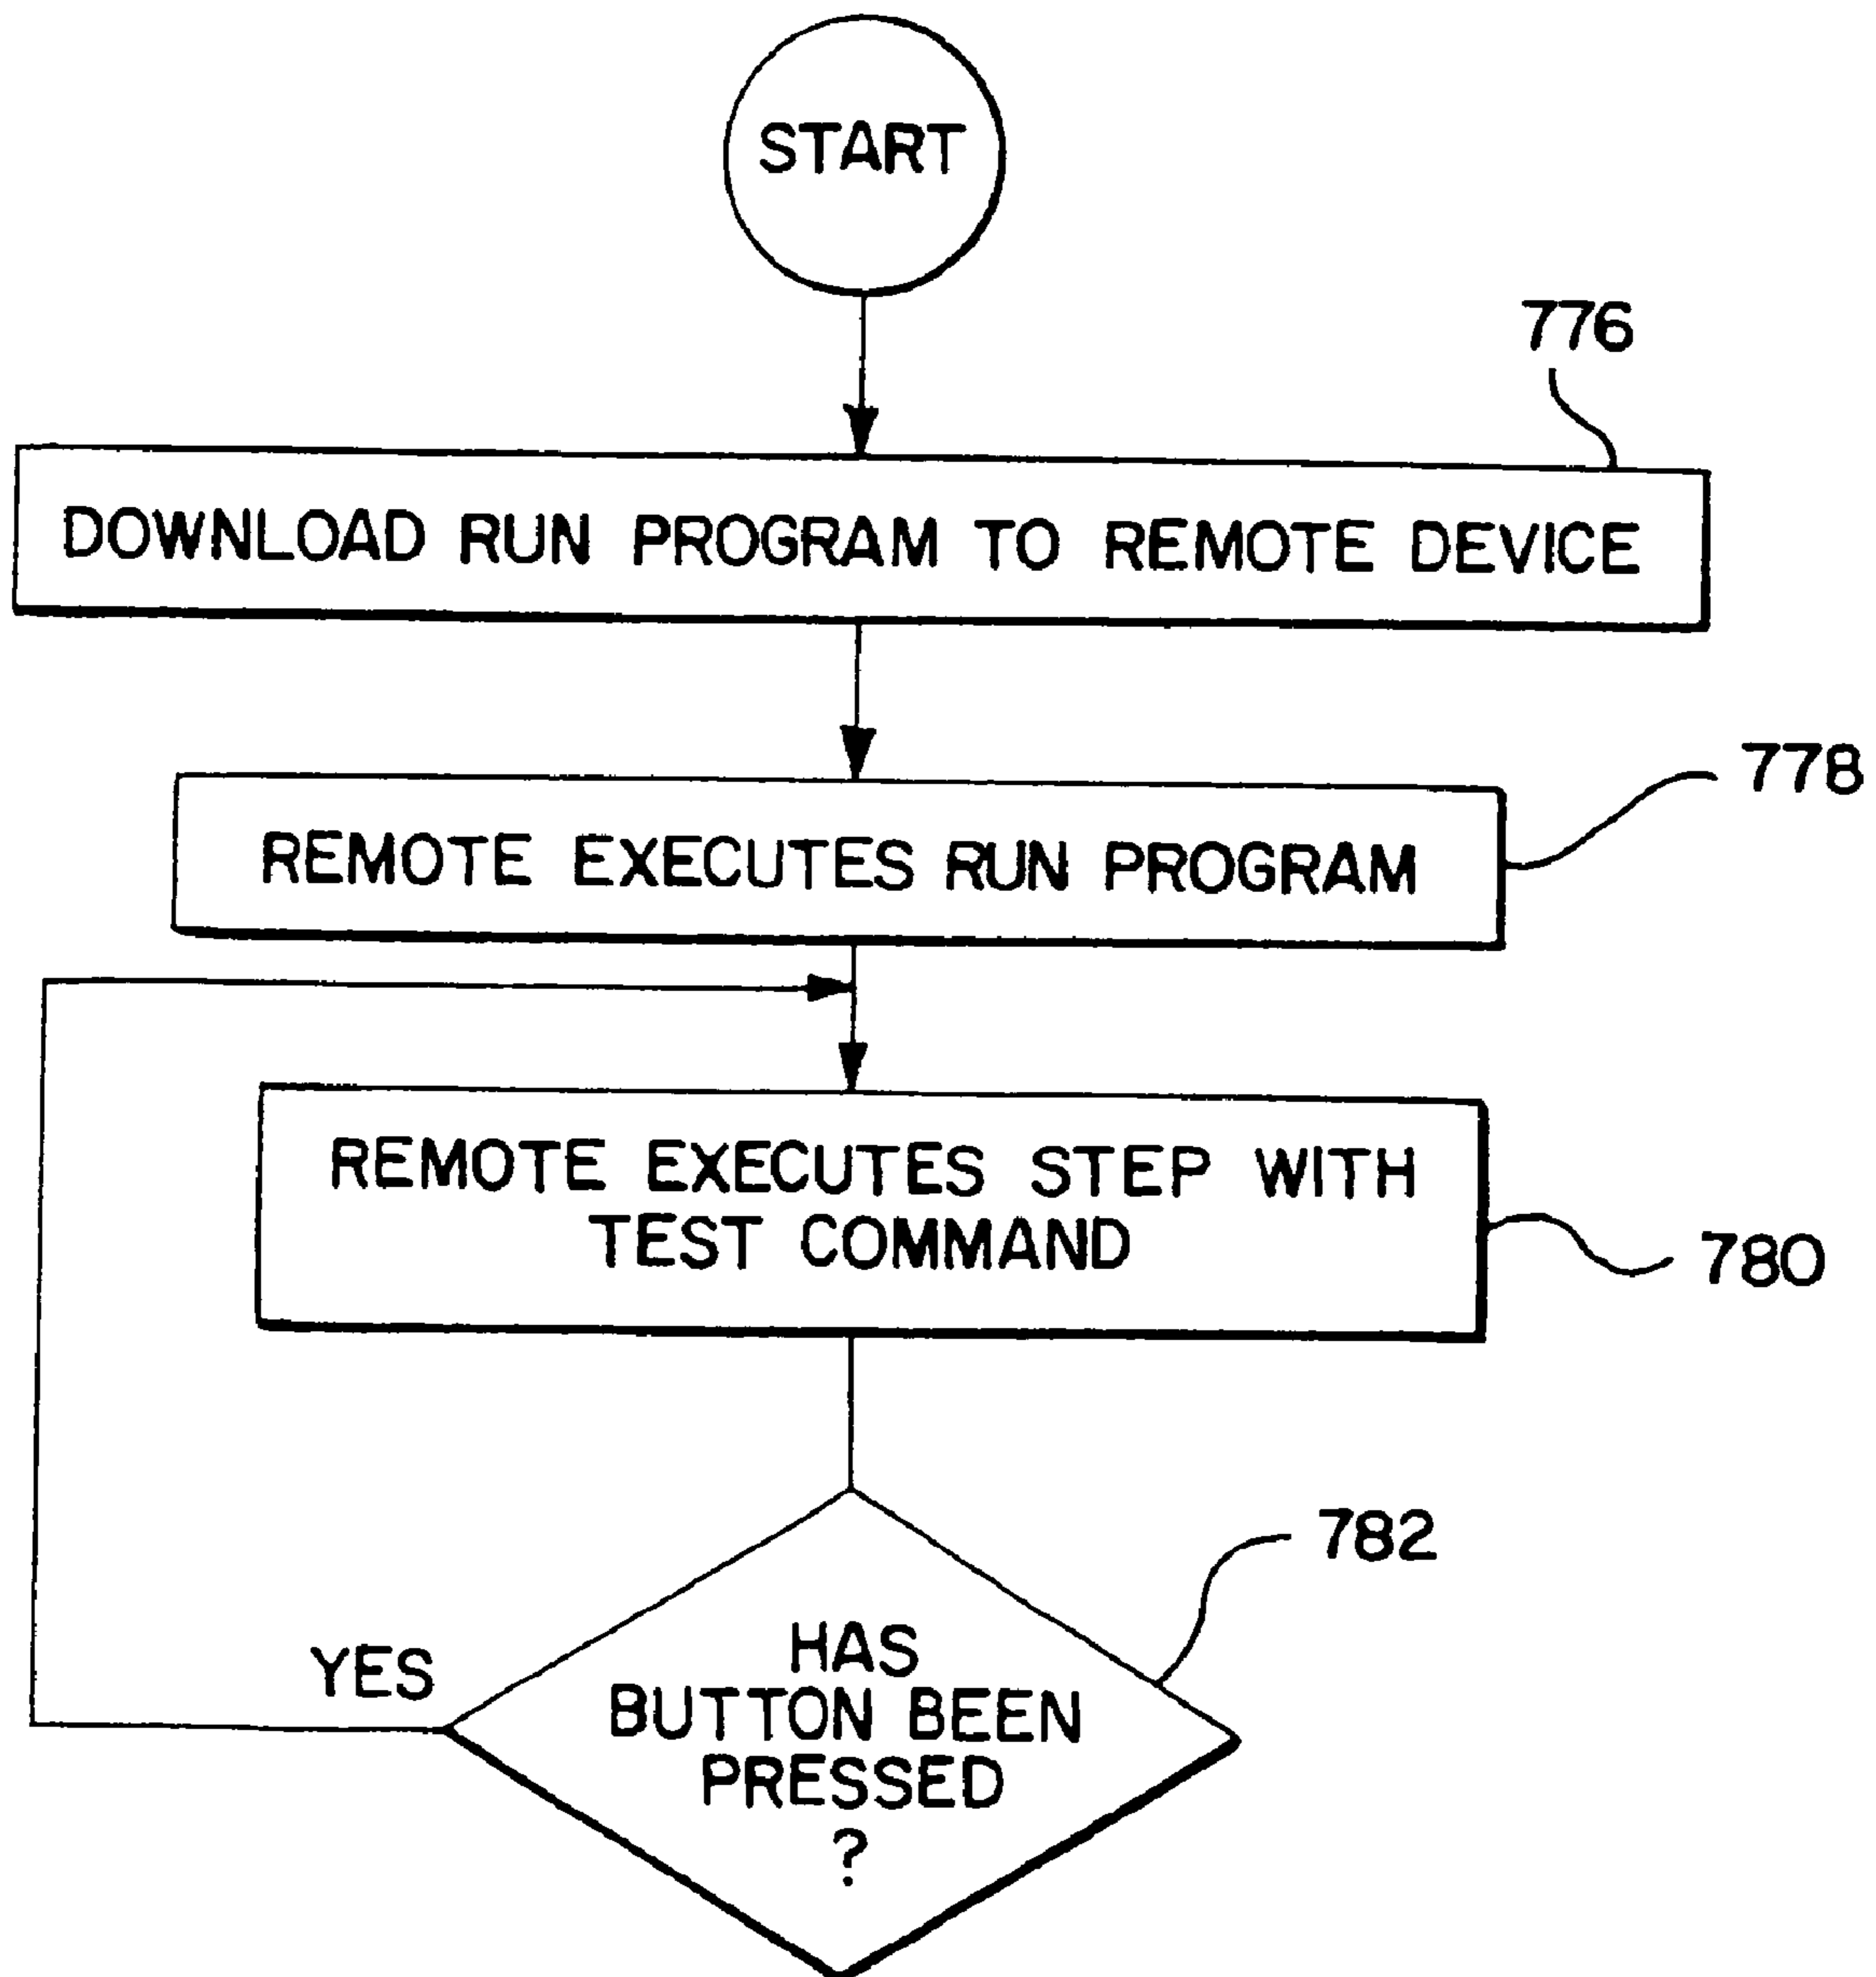 START
776
DOWNLOAD RUN PROGRAM TO REMOTE DEVICE
778
REMOTE EXECUTES RUN PROGRAM
REMOTE EXECUTES STEP WITH
TEST COMMAND
780
782
YES
HAS
BUTTON BEEN
PRESSED
?